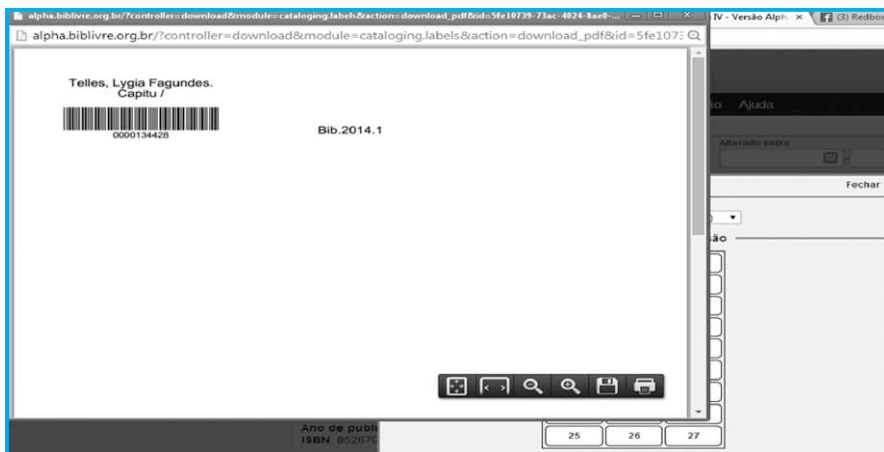 alpha.biblivre.org.br/?controller=download&module=cataloging.labels&action=download_pdf&id=5fe10739-73ac-4024-8ae0-...
IV - Versão Alph
(3) Redbo
alpha.biblivre.org.br/?controller=download&module=cataloging.labels&action=download_pdf&id=5fe1073
Telles, Lygia Fagundes.
Capitu /
0000134428
Bib.2014.1
io Ajuda
Alterado entre
Fechar
ão
Ano de publi
ISBN: 85267
25 26 27